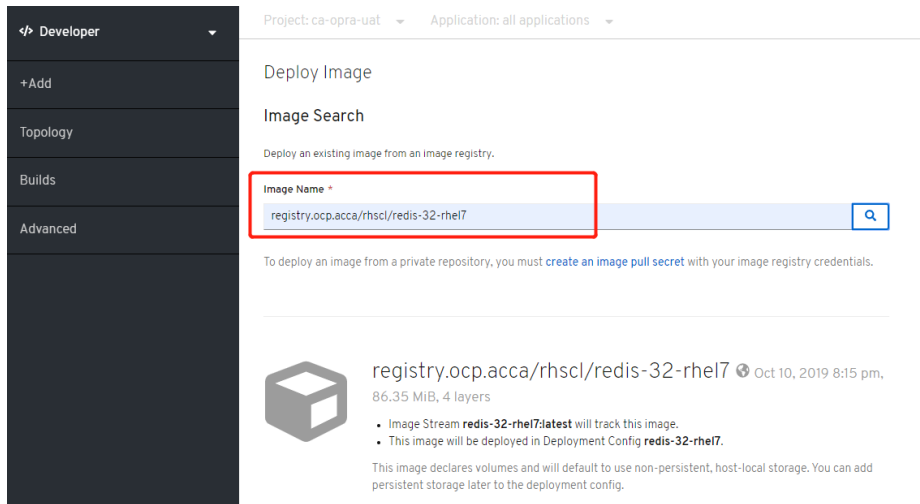 </> Developer
Project: ca-opra-uat Application: all applications
+Add
Topology
Builds
Advanced
Deploy Image
Image Search
Deploy an existing image from an image registry.
Image Name *
registry.ocp.acca/rhscl/redis-32-rhel7
To deploy an image from a private repository, you must create an image pull secret with your image registry credentials.
registry.ocp.acca/rhscl/redis-32-rhel7 Oct 10, 2019 8:15 pm,
86.35 MiB, 4 layers
• Image Stream redis-32-rhel7:latest will track this image.
• This image will be deployed in Deployment Config redis-32-rhel7.
This image declares volumes and will default to use non-persistent, host-local storage. You can add
persistent storage later to the deployment config.